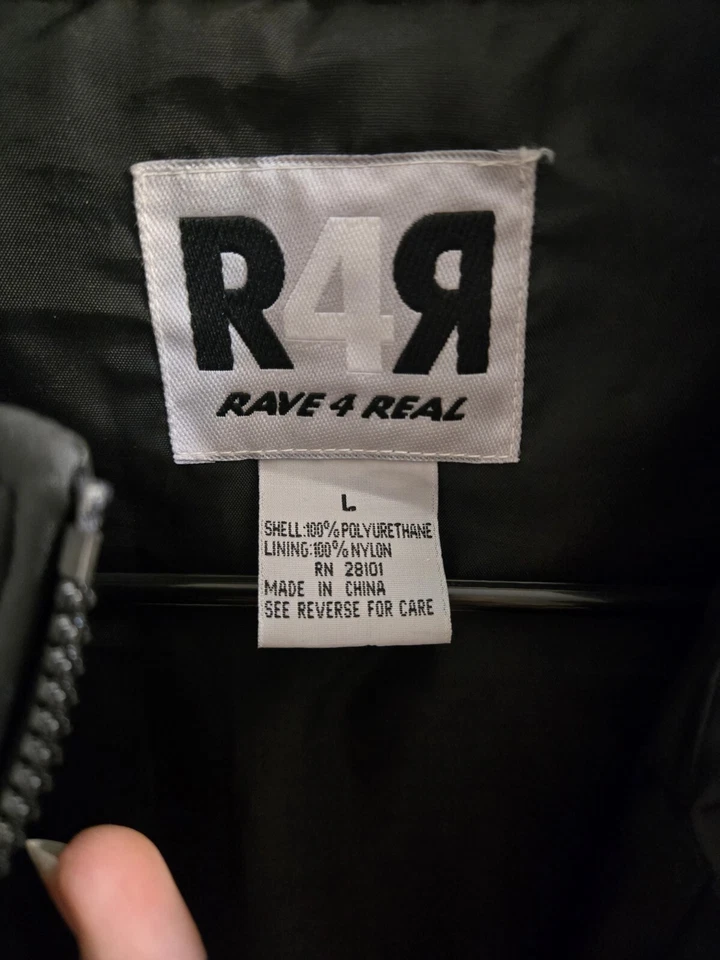 R4R
RAVE 4 REAL
L
SHELL:100% POLYURETHANE
LINING:100% NYLON
RN 28101
MADE IN CHINA
SEE REVERSE FOR CARE